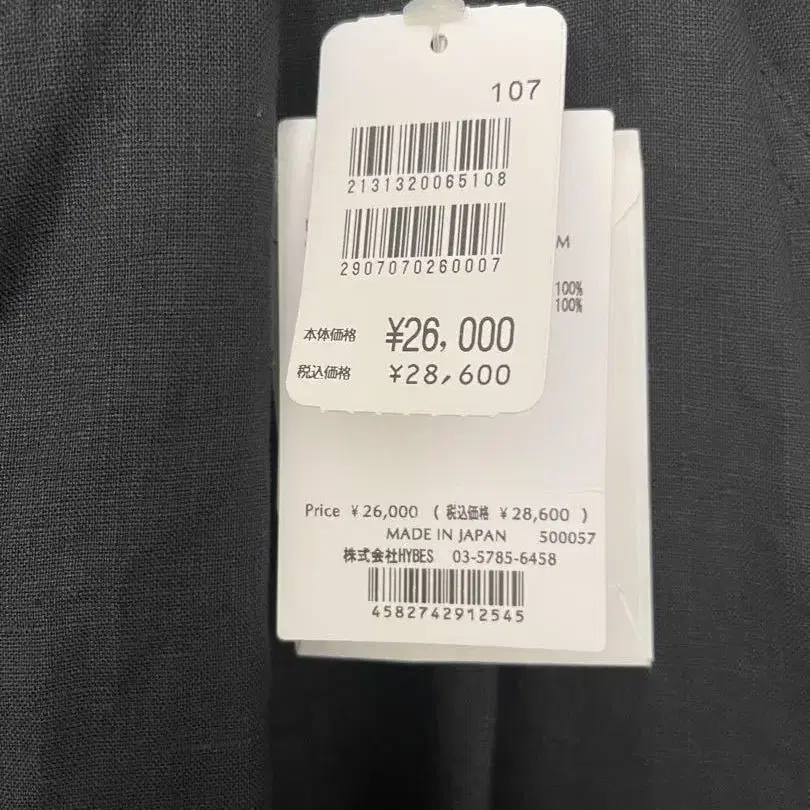 107
2131320065108
2907070260007
本体価格 ¥26,000
税込価格 ¥28,600
M
100%
100%
Price ¥26,000 ( 税込価格 ¥28,600 )
MADE IN JAPAN 500057
株式会社HYBES 03-5785-6458
4582742912545